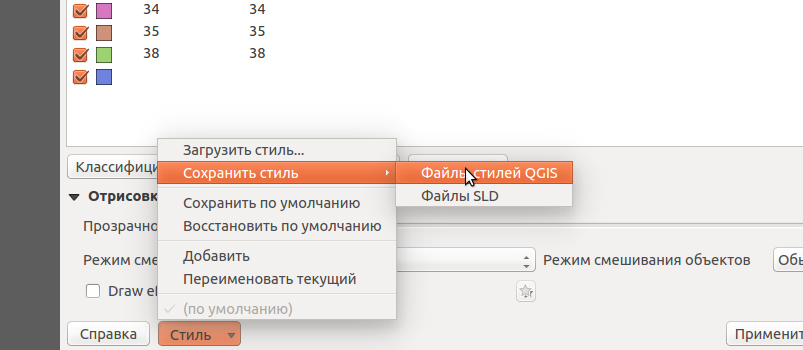 34 34
35 35
38 38
Загрузить стиль...
Классифици
Сохранить стиль
Файлы стилей QGIS
Отрисовк
Сохранить по умолчанию
Файлы SLD
Прозрачно
Восстановить по умолчанию
Режим сме
Добавить
Режим смешивания объектов
Обы
Переименовать текущий
Draw ef
(по умолчанию)
Справка
Стиль
Применит